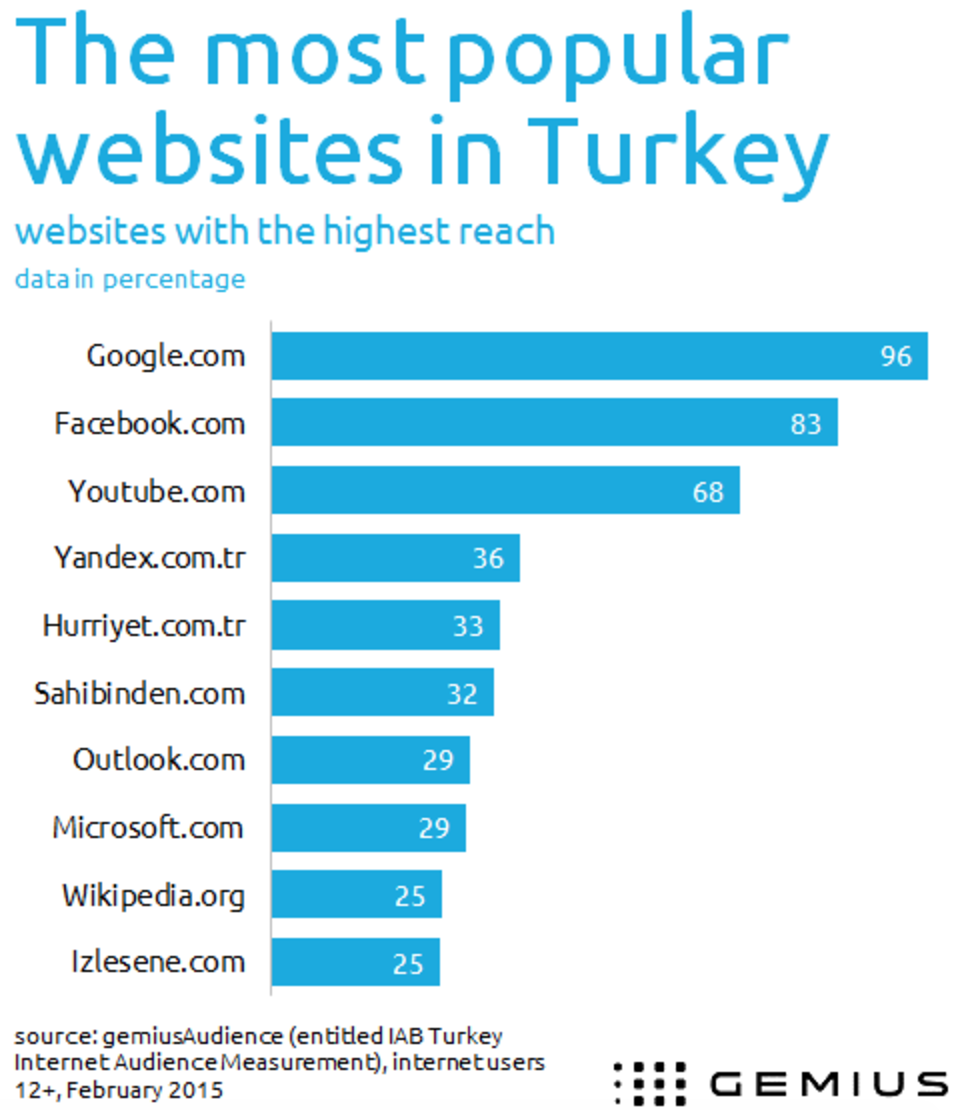 The most popular
websites in Turkey
websites with the highest reach
data in percentage
Google.com 96
Facebook.com 83
Youtube.com 68
Yandex.com.tr 36
Hurriyet.com.tr 33
Sahibinden.com 32
Outlook.com 29
Microsoft.com 29
Wikipedia.org 25
Izlesene.com 25
source: gemiusAudience (entitled IAB Turkey
Internet Audience Measurement), internet users
12+, February 2015
GEMIUS